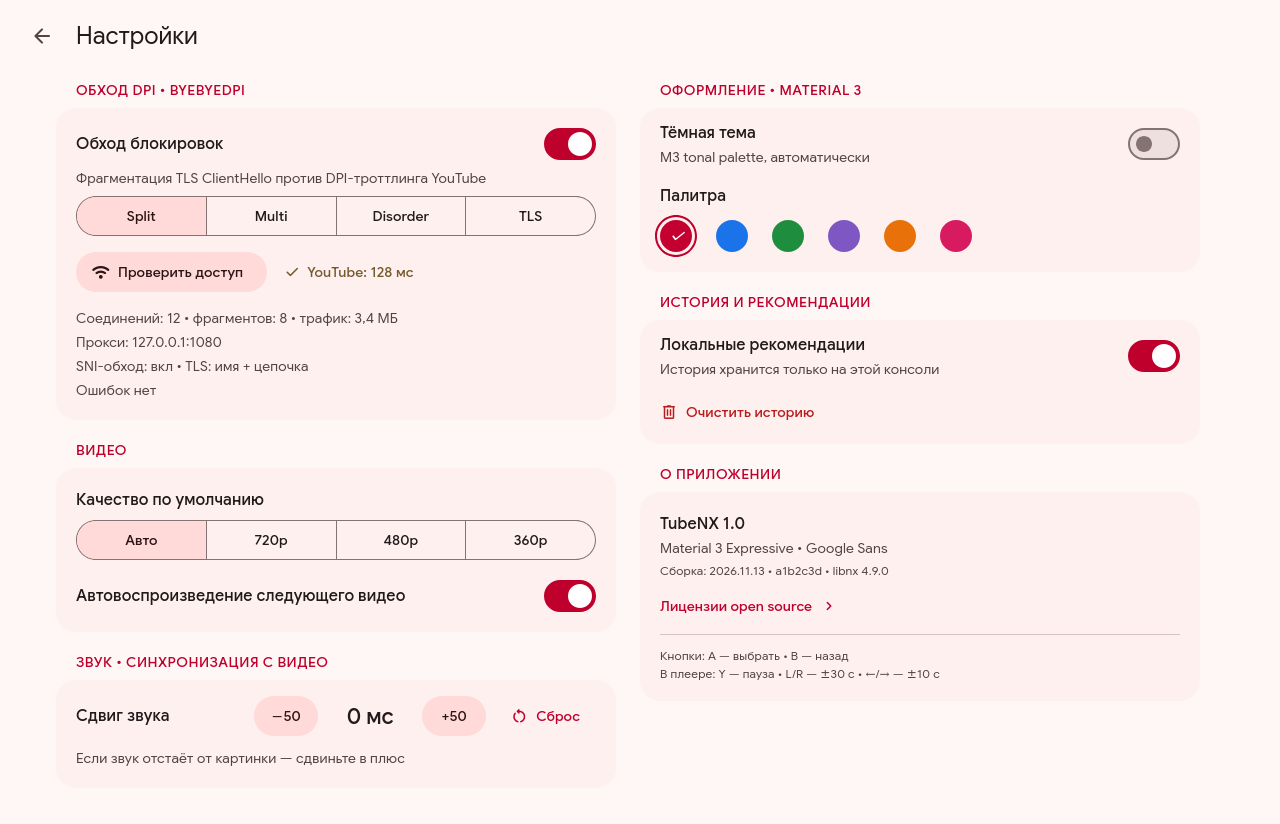 Настройки
ОБХОД DPI • BYEBYEDPI
Обход блокировок
Фрагментация TLS ClientHello против DPI-троттлинга YouTube
Split Multi Disorder TLS
Проверить доступ YouTube: 128 мс
Соединений: 12 • фрагментов: 8 • трафик: 3,4 МБ
Прокси: 127.0.0.1:1080
SNI-обход: вкл • TLS: имя + цепочка
Ошибок нет
ВИДЕО
Качество по умолчанию
Авто 720p 480p 360p
Автовоспроизведение следующего видео
ЗВУК • СИНХРОНИЗАЦИЯ С ВИДЕО
Сдвиг звука −50 0 мс +50 Сброс
Если звук отстаёт от картинки — сдвиньте в плюс
ОФОРМЛЕНИЕ • MATERIAL 3
Тёмная тема
M3 tonal palette, автоматически
Палитра
ИСТОРИЯ И РЕКОМЕНДАЦИИ
Локальные рекомендации
История хранится только на этой консоли
Очистить историю
О ПРИЛОЖЕНИИ
TubeNX 1.0
Material 3 Expressive • Google Sans
Сборка: 2026.11.13 • a1b2c3d • libnx 4.9.0
Лицензии open source
Кнопки: A — выбрать • B — назад
В плеере: Y — пауза • L/R — ±30 с • ←/→ — ±10 с